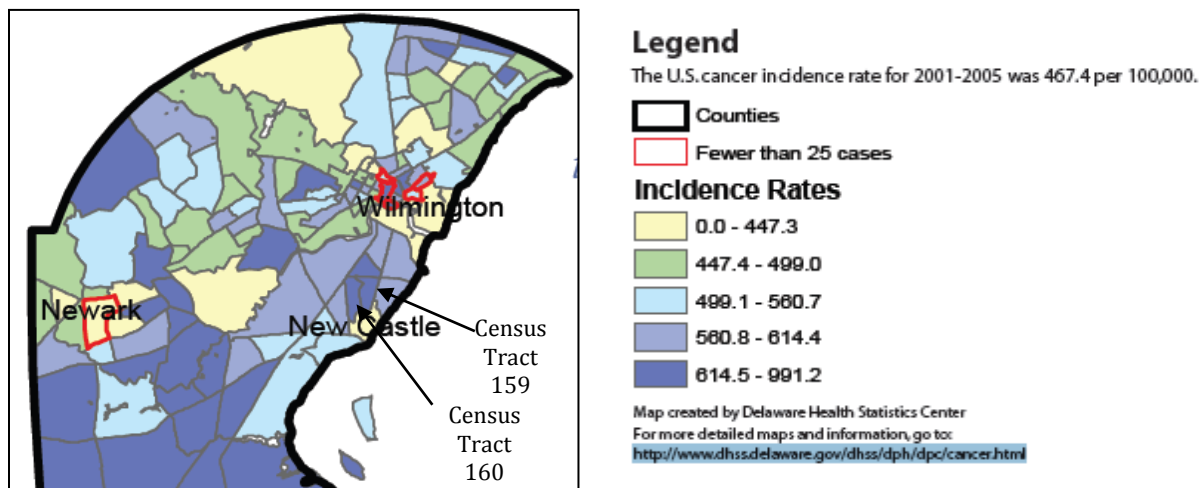 Wilmington
Newark
New Castle
Census
Tract
159
Census
Tract
160
Legend
The U.S. cancer incidence rate for 2001-2005 was 467.4 per 100,000.
Counties
Fewer than 25 cases
Incidence Rates
0.0 - 447.3
447.4 - 499.0
499.1 - 560.7
560.8 - 614.4
614.5 - 991.2
Map created by Delaware Health Statistics Center
For more detailed maps and information, go to:
http://www.dhss.delaware.gov/dhss/dph/dpc/cancer.html